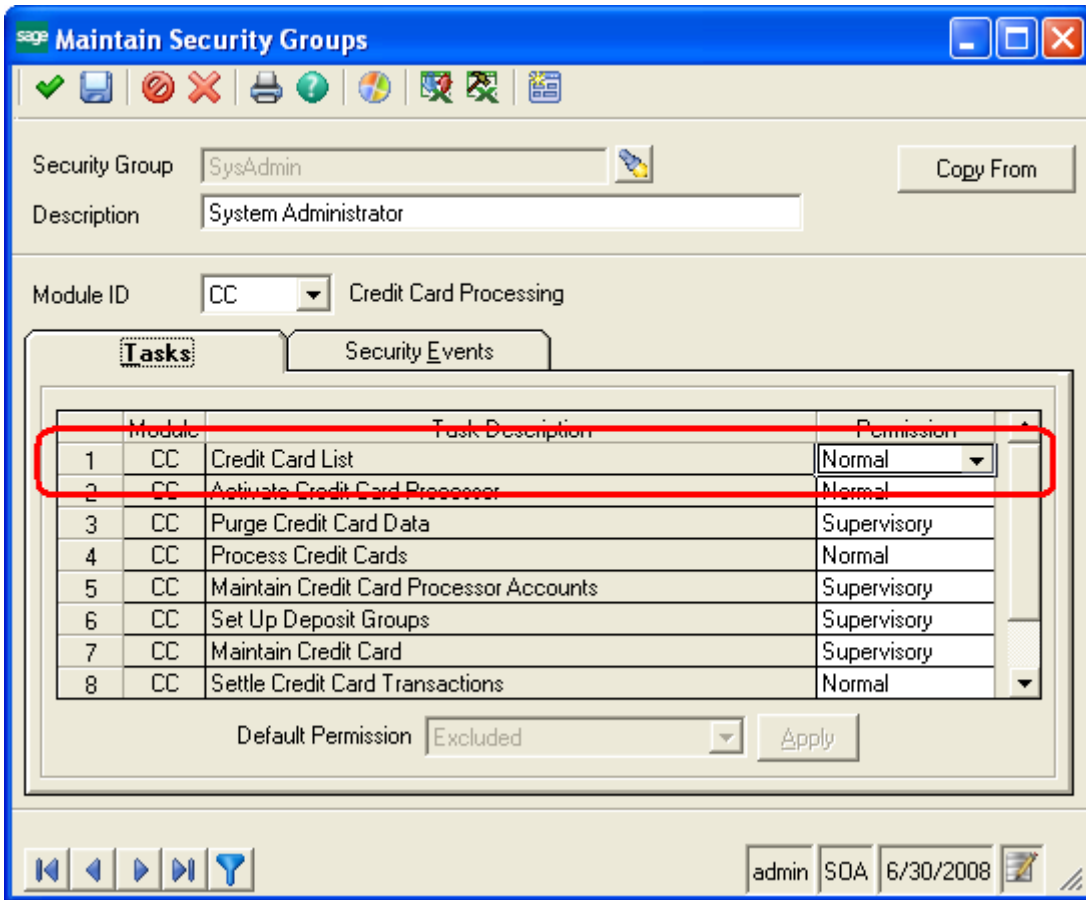 sage Maintain Security Groups
Security Group SysAdmin Copy From
Description System Administrator
Module ID CC Credit Card Processing
Tasks Security Events
Module Task Description Permission
1 CC Credit Card List Normal
2 CC Activate Credit Card Processor Normal
3 CC Purge Credit Card Data Supervisory
4 CC Process Credit Cards Normal
5 CC Maintain Credit Card Processor Accounts Supervisory
6 CC Set Up Deposit Groups Supervisory
7 CC Maintain Credit Card Supervisory
8 CC Settle Credit Card Transactions Normal
Default Permission Excluded Apply
admin SOA 6/30/2008